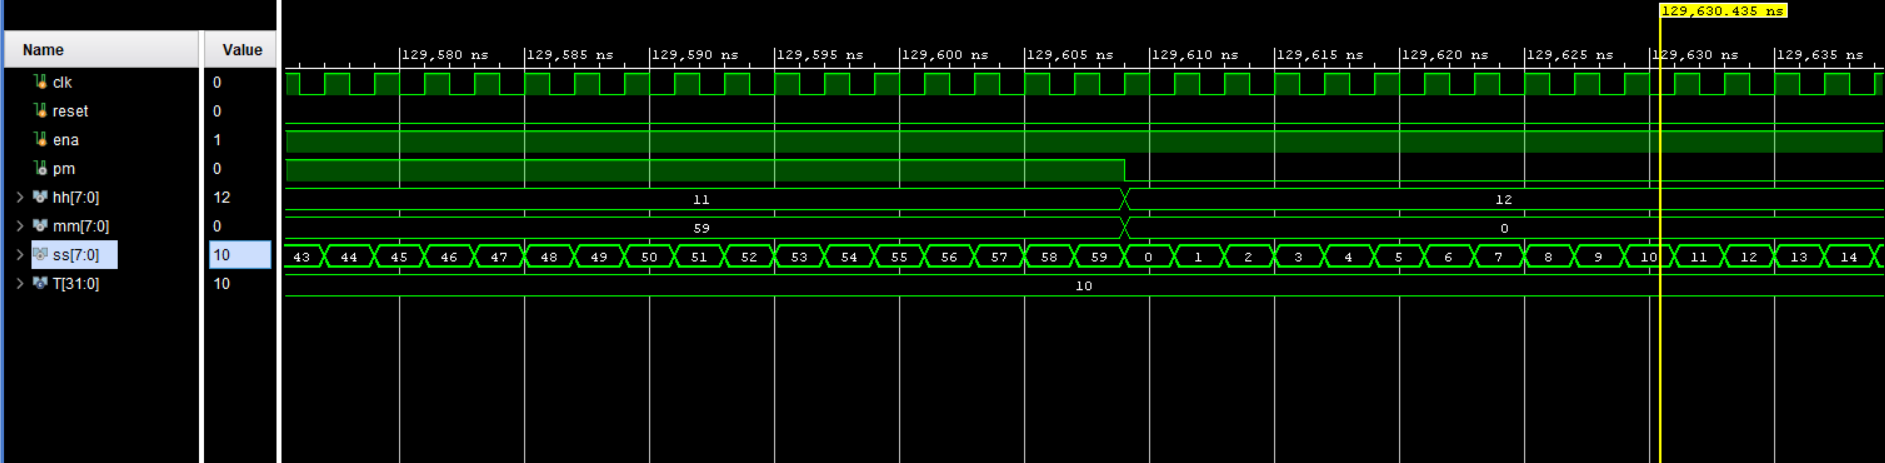 129,630.435 ns
Name Value
129,580 ns 129,585 ns 129,590 ns 129,595 ns 129,600 ns 129,605 ns 129,610 ns 129,615 ns 129,620 ns 129,625 ns 129,630 ns 129,635 ns
clk 0
reset 0
ena 1
pm 0
hh[7:0] 12 11 12
mm[7:0] 0 59 0
ss[7:0] 10 43 44 45 46 47 48 49 50 51 52 53 54 55 56 57 58 59 0 1 2 3 4 5 6 7 8 9 10 11 12 13 14
T[31:0] 10 10